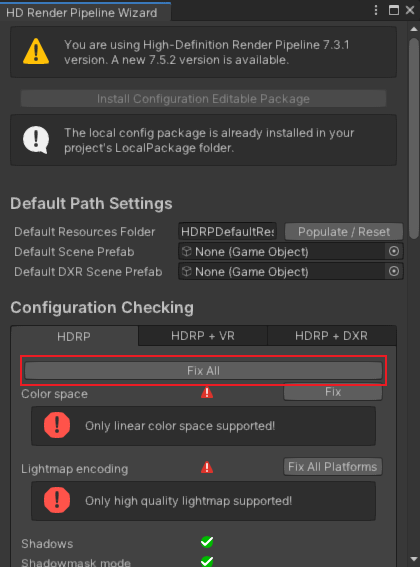 HD Render Pipeline Wizard
You are using High-Definition Render Pipeline 7.3.1
version. A new 7.5.2 version is available.
Install Configuration Editable Package
The local config package is already installed in your
project's LocalPackage folder.
Default Path Settings
Default Resources Folder HDRPDefaultRes Populate / Reset
Default Scene Prefab None (Game Object)
Default DXR Scene Prefab None (Game Object)
Configuration Checking
HDRP HDRP + VR HDRP + DXR
Fix All
Color space Fix
Only linear color space supported!
Lightmap encoding Fix All Platforms
Only high quality lightmap supported!
Shadows
Shadowmask mode